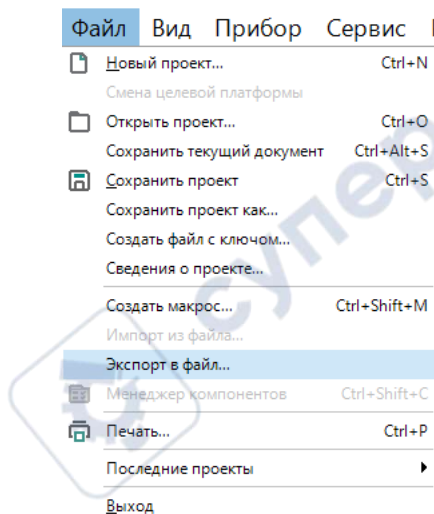 Файл Вид Прибор Сервис
Новый проект... Ctrl+N
Смена целевой платформы
Открыть проект... Ctrl+O
Сохранить текущий документ Ctrl+Alt+S
Сохранить проект Ctrl+S
Сохранить проект как...
Создать файл с ключом...
Сведения о проекте...
Создать макрос... Ctrl+Shift+M
Импорт из файла...
Экспорт в файл...
Менеджер компонентов Ctrl+Shift+C
Печать... Ctrl+P
Последние проекты
Выход
супер